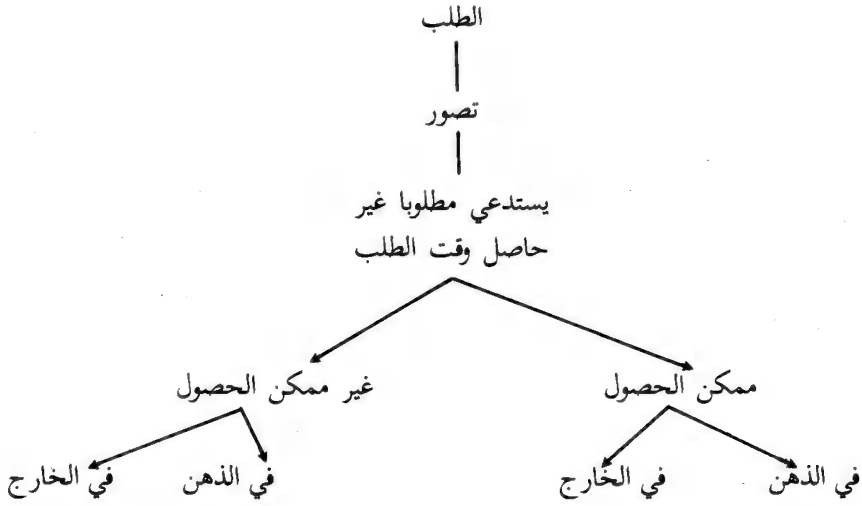 الطلب
تصور
يستدعي مطلوبا غير
حاصل وقت الطلب
ممكن الحصول
غير ممكن الحصول
في الذهن
في الخارج
في الذهن
في الخارج